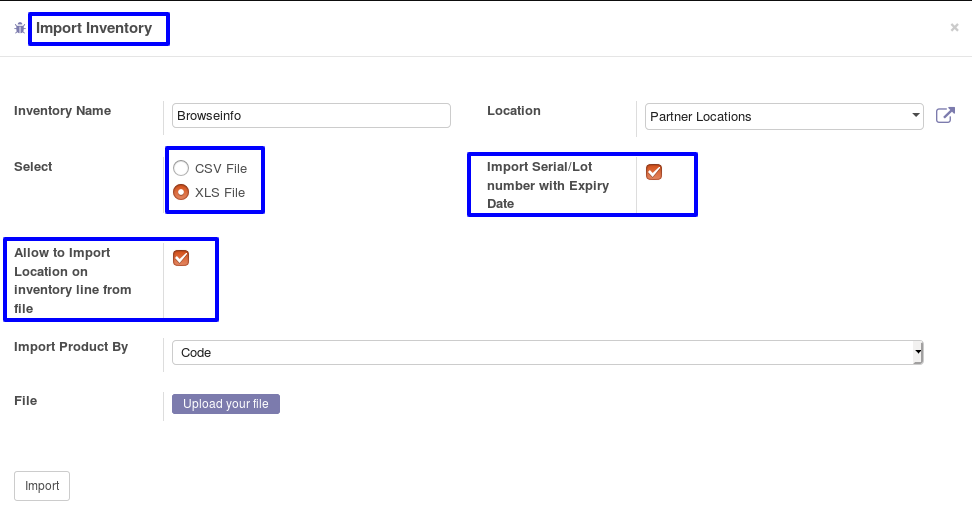 Import Inventory
×
Inventory Name
Browseinfo
Location
Partner Locations
Select
CSV File
XLS File
Import Serial/Lot
number with Expiry
Date
Allow to Import
Location on
inventory line from
file
Import Product By
Code
File
Upload your file
Import